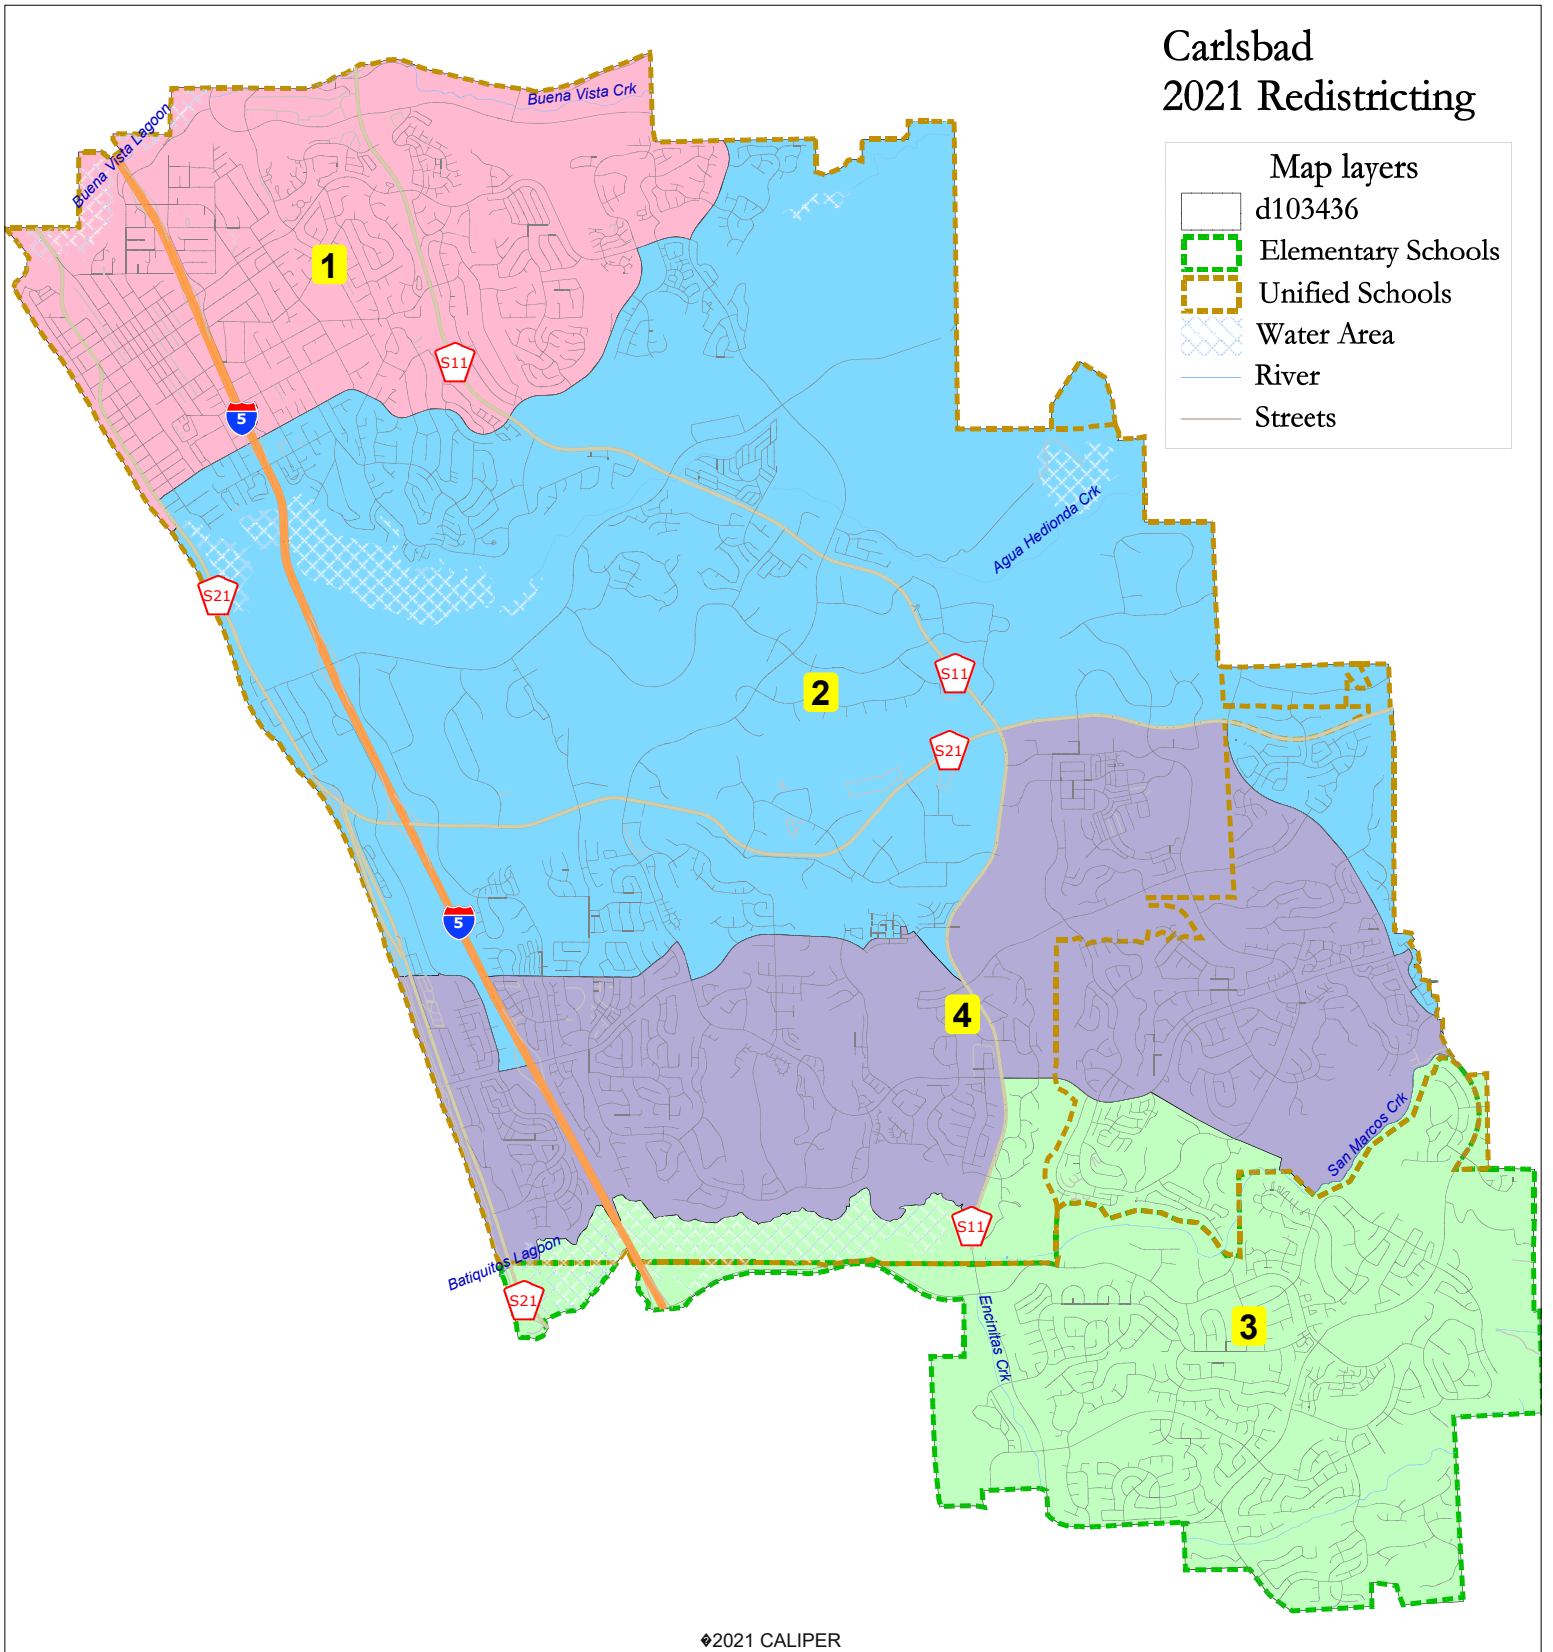 Carlsbad
2021 Redistricting
Map layers
d103436
Elementary Schools
Unified Schools
Water Area
River
Streets
Buena Vista Crk
Buena Vista Lagoon
1
S11
5
Agua Hedionda Crk
S21
S11
2
S21
5
4
San Marcos Crk
S11
Batiquitos Lagoon
S21
Encinitas Crk
3
�2021 CALIPER